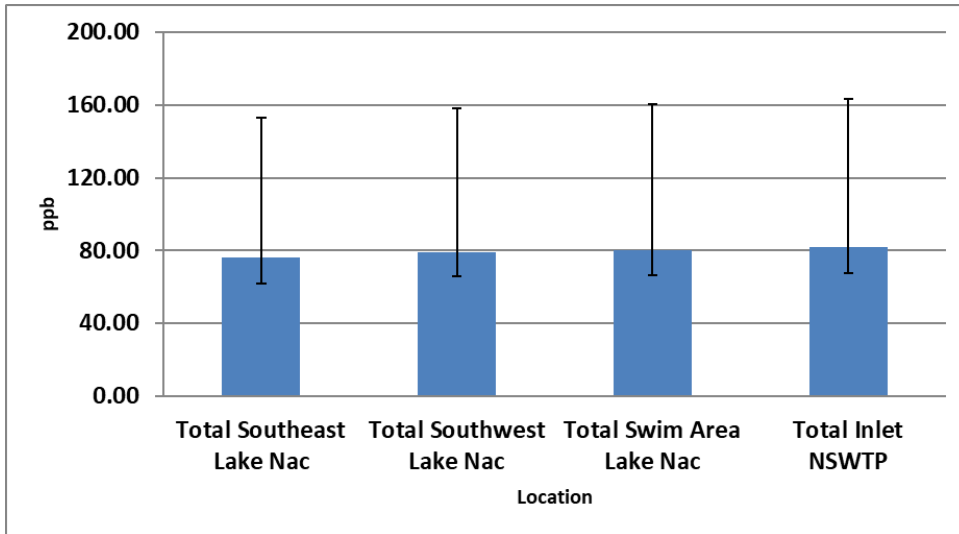 200.00
160.00
120.00
80.00
40.00
0.00
ppb
Total Southeast
Lake Nac
Total Southwest
Lake Nac
Total Swim Area
Lake Nac
Total Inlet
NSWTP
Location